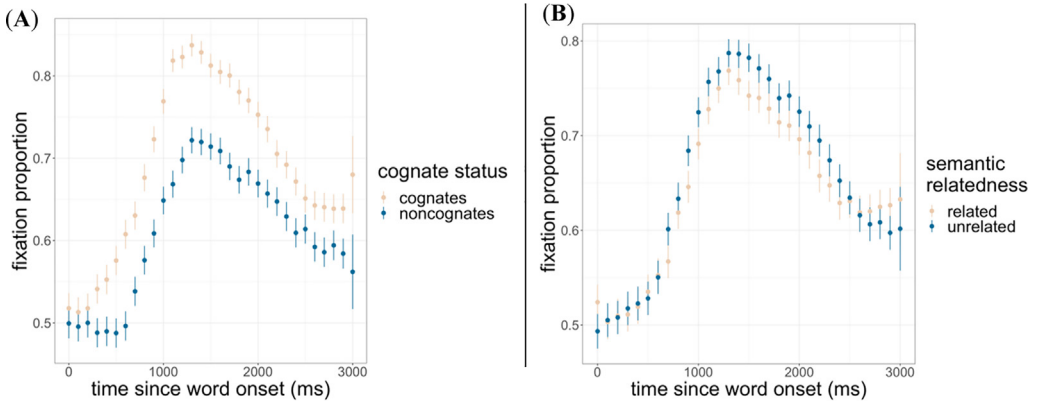 (A)
fixation proportion
0.8
0.7
0.6
0.5
0 1000 2000 3000
time since word onset (ms)
cognate status
cognates
noncognates
(B)
fixation proportion
0.8
0.7
0.6
0.5
0 1000 2000 3000
time since word onset (ms)
semantic
relatedness
related
unrelated